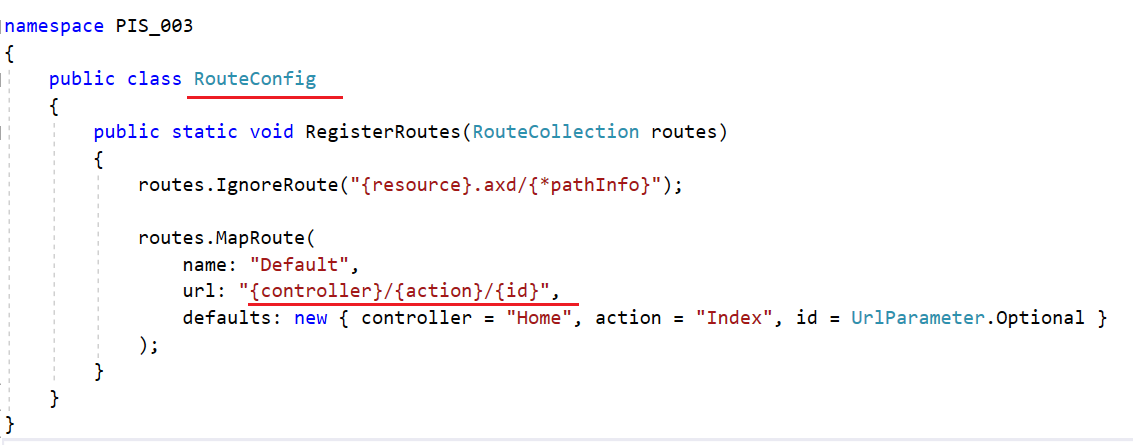 namespace PIS_003
{
    public class RouteConfig
    {
        public static void RegisterRoutes(RouteCollection routes)
        {
            routes.IgnoreRoute("{resource}.axd/{*pathInfo}");

            routes.MapRoute(
                name: "Default",
                url: "{controller}/{action}/{id}",
                defaults: new { controller = "Home", action = "Index", id = UrlParameter.Optional }
            );
        }
    }
}